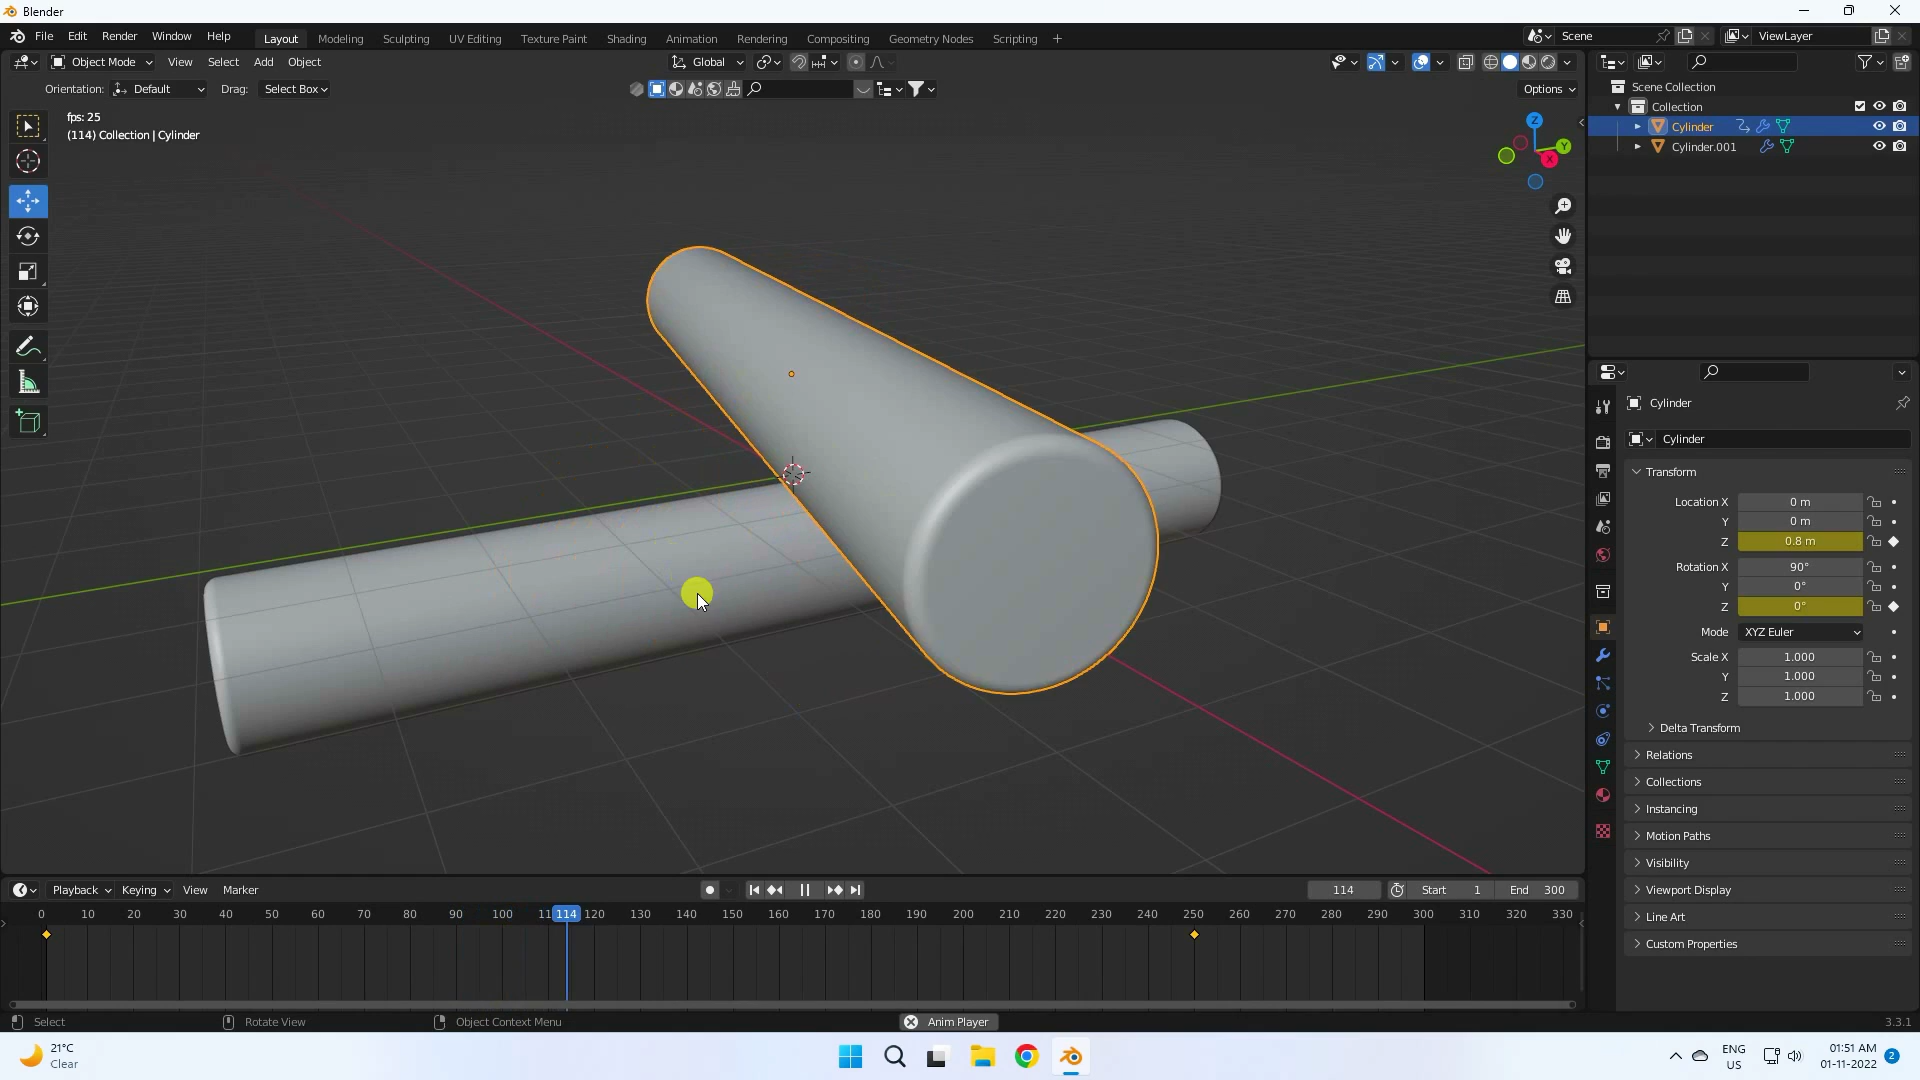 Blender
File Edit Render Window Help Layout Modeling Sculpting UV Editing Texture Paint Shading Animation Rendering Compositing Geometry Nodes Scripting + Scene ViewLayer
Object Mode View Select Add Object Global
Orientation: Default Drag: Select Box Options
fps: 25
(114) Collection | Cylinder
Z
Y
X
Scene Collection
Collection
Cylinder
Cylinder.001
Cylinder
Cylinder
Transform
Location X 0 m
Y 0 m
Z 0.8 m
Rotation X 90°
Y 0°
Z 0°
Mode XYZ Euler
Scale X 1.000
Y 1.000
Z 1.000
Delta Transform
Relations
Collections
Instancing
Motion Paths
Visibility
Viewport Display
Line Art
Custom Properties
Playback Keying View Marker 114 Start 1 End 300
0 10 20 30 40 50 60 70 80 90 100 11 114 120 130 140 150 160 170 180 190 200 210 220 230 240 250 260 270 280 290 300 310 320 330
Select Rotate View Object Context Menu Anim Player 3.3.1
21°C
Clear
ENG
US
01:51 AM
01-11-2022
2